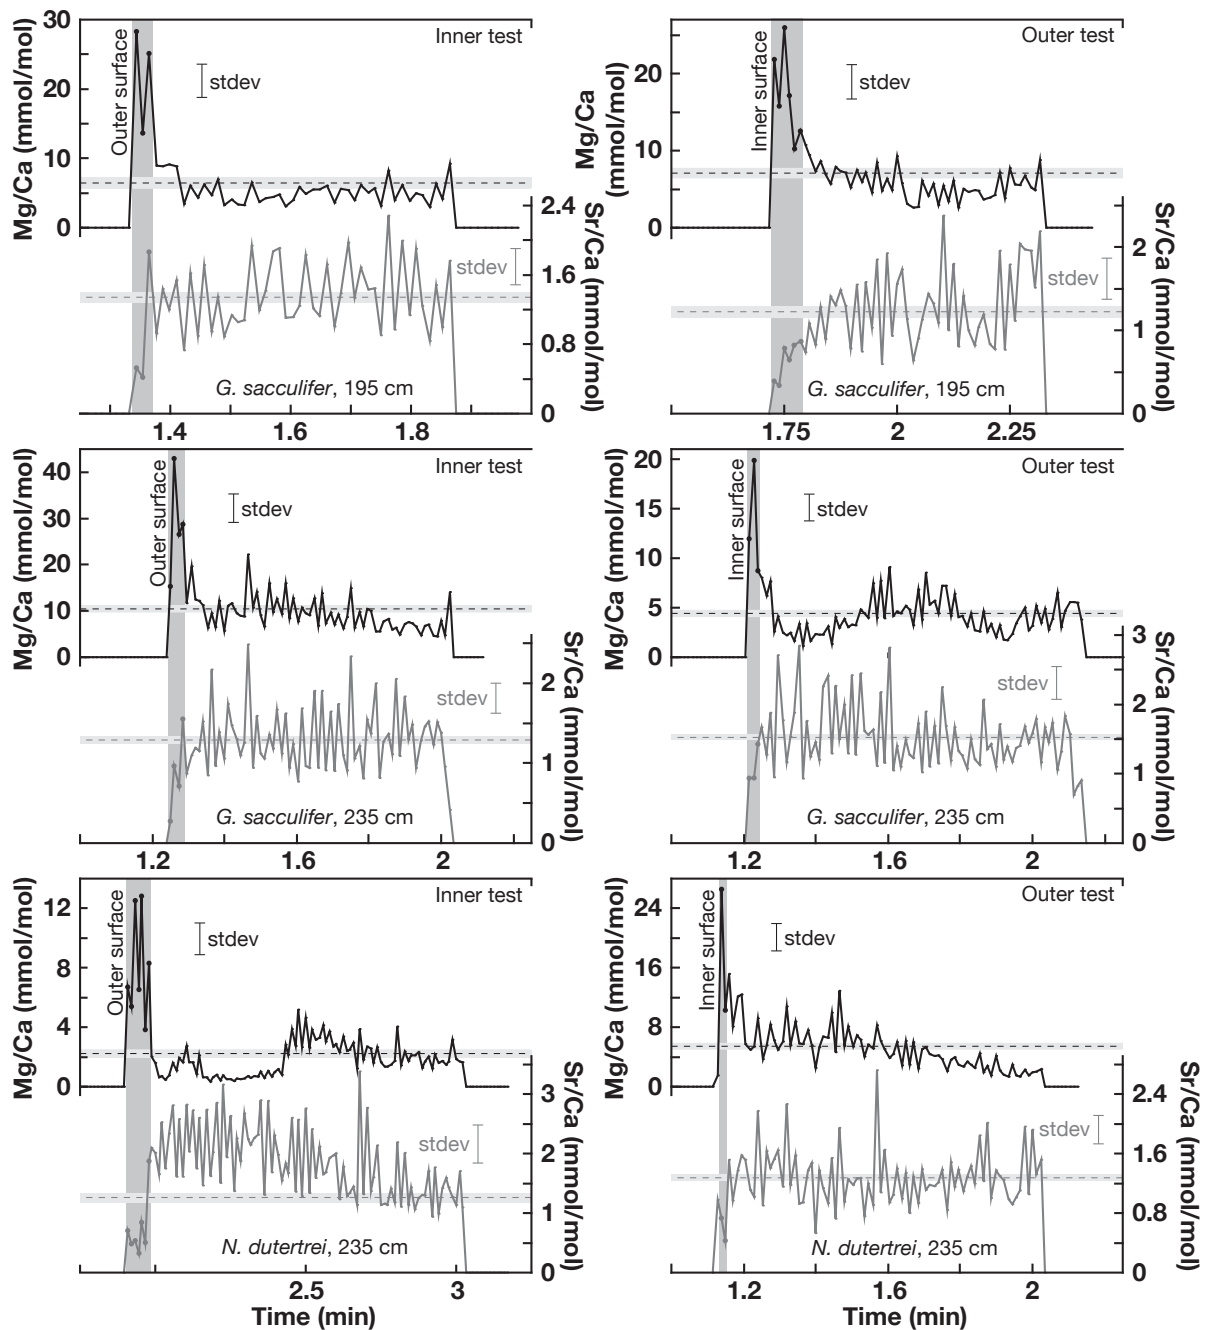 Inner test
Outer surface
stdev
Mg/Ca (mmol/mol)
30
20
10
0
2.4
1.6
0.8
0
Sr/Ca (mmol/mol)
stdev
G. sacculifer, 195 cm
1.4
1.6
1.8
Outer test
Inner surface
stdev
Mg/Ca
(mmol/mol)
20
10
0
2
1
0
Sr/Ca (mmol/mol)
stdev
G. sacculifer, 195 cm
1.75
2
2.25
Inner test
Outer surface
stdev
Mg/Ca (mmol/mol)
40
30
20
10
0
2
1
0
Sr/Ca (mmol/mol)
stdev
G. sacculifer, 235 cm
1.2
1.6
2
Outer test
Inner surface
stdev
Mg/Ca (mmol/mol)
20
15
10
5
0
3
2
1
0
Sr/Ca (mmol/mol)
stdev
G. sacculifer, 235 cm
1.2
1.6
2
Inner test
Outer surface
stdev
Mg/Ca (mmol/mol)
12
8
4
0
3
2
1
0
Sr/Ca (mmol/mol)
stdev
N. dutertrei, 235 cm
2.5
3
Time (min)
Outer test
Inner surface
stdev
Mg/Ca (mmol/mol)
24
16
8
0
2.4
1.6
0.8
0
Sr/Ca (mmol/mol)
stdev
N. dutertrei, 235 cm
1.2
1.6
2
Time (min)